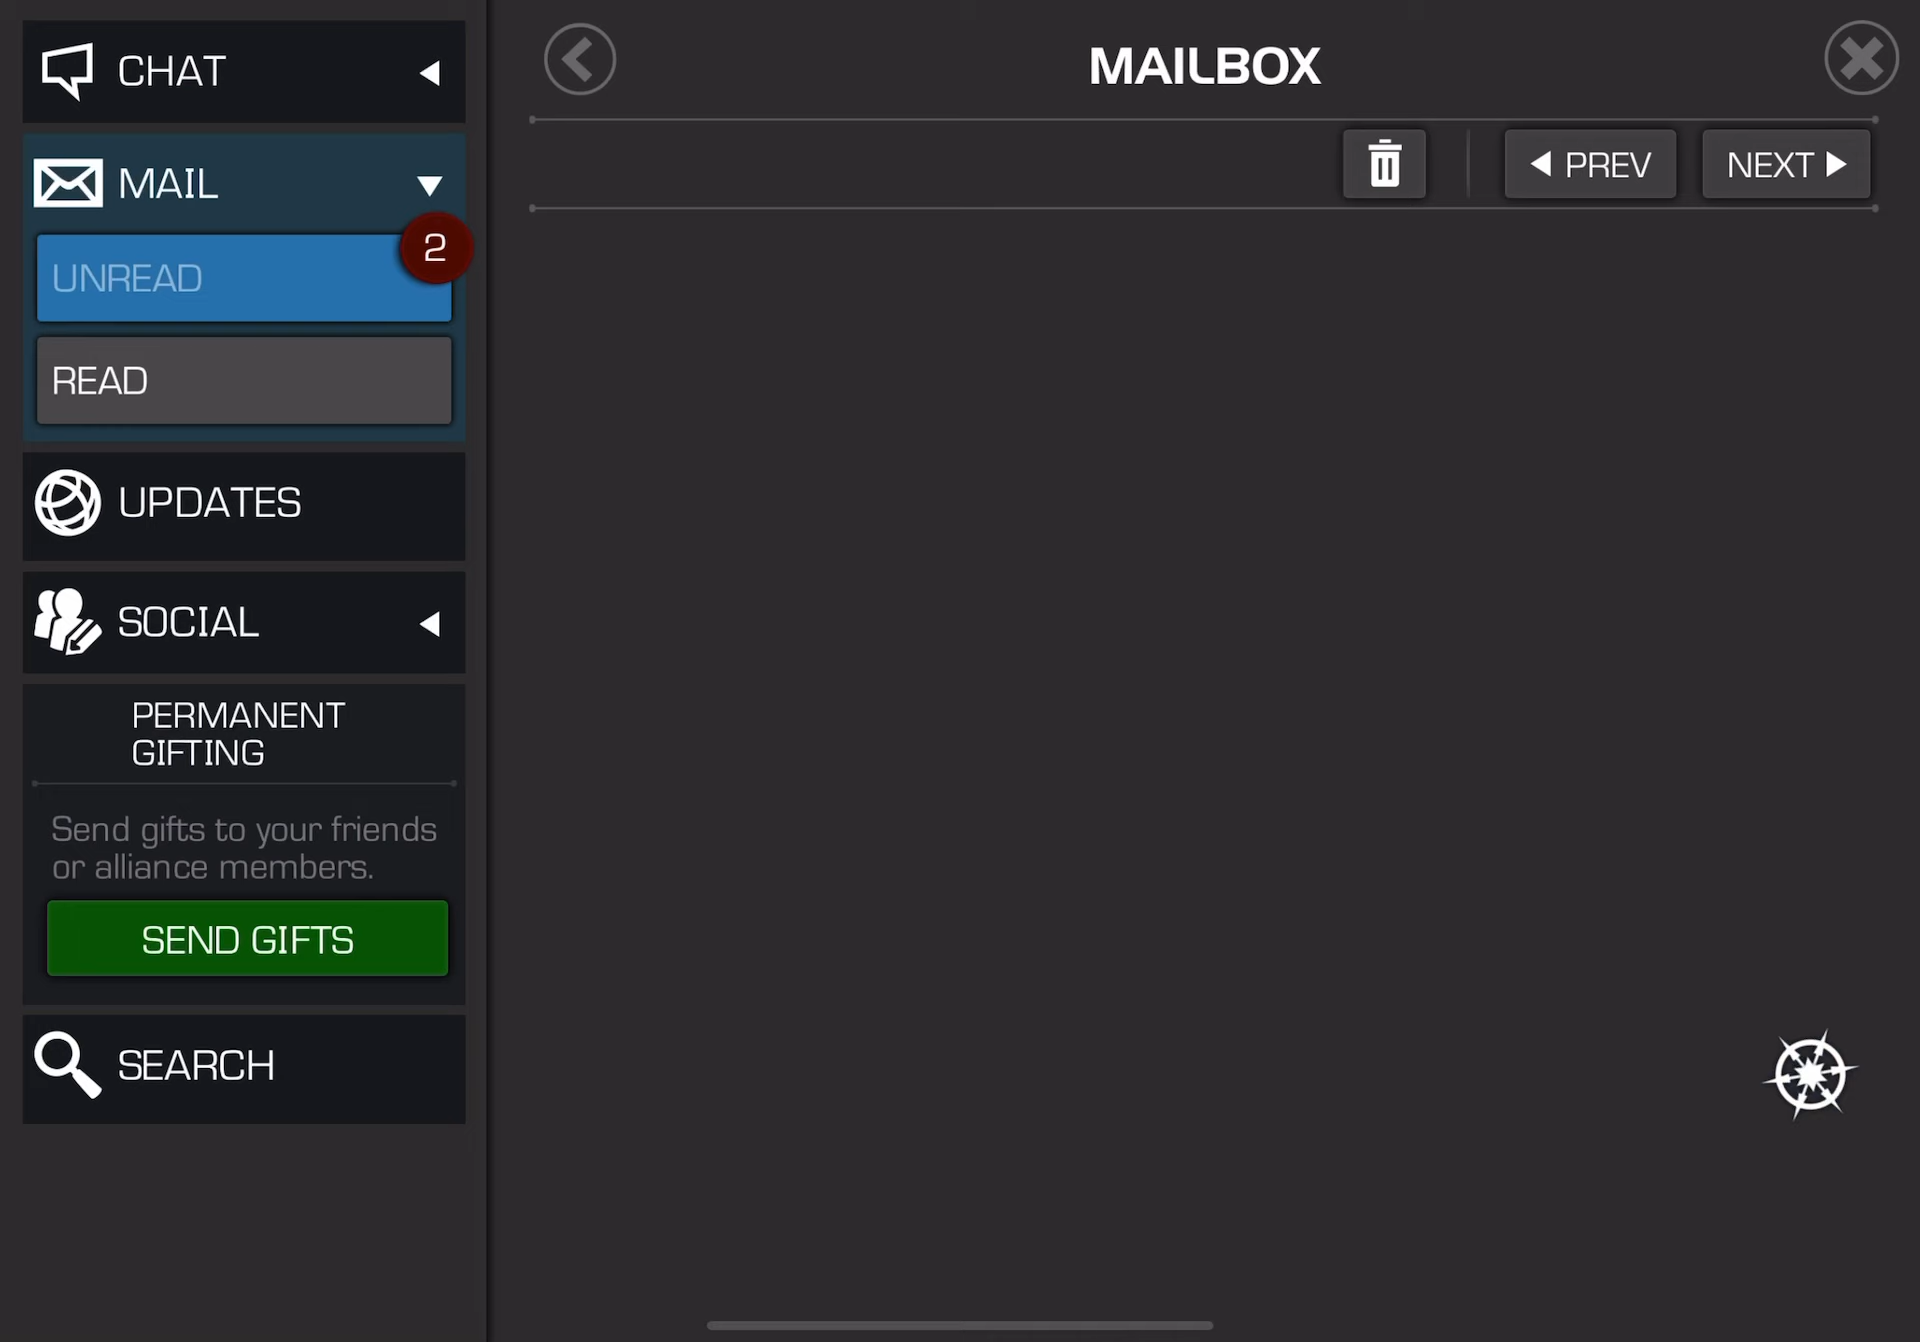 CHAT
MAIL
2
UNREAD
READ
UPDATES
SOCIAL
PERMANENT
GIFTING
Send gifts to your friends
or alliance members.
SEND GIFTS
SEARCH
MAILBOX
PREV
NEXT